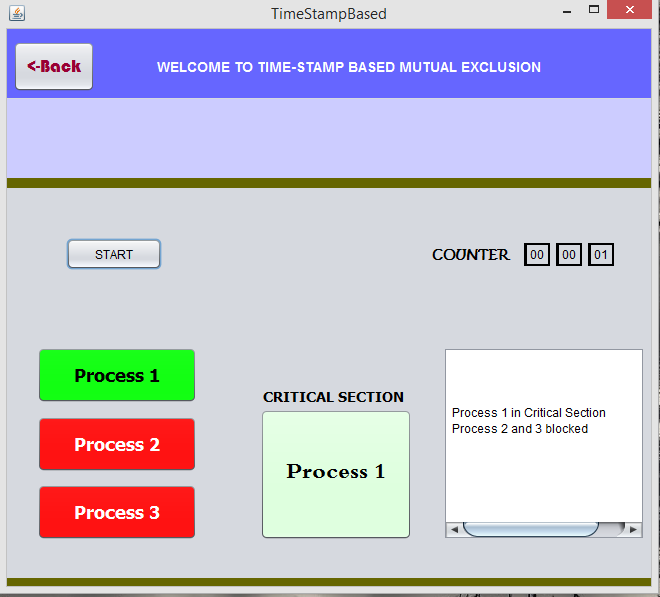 TimeStampBased
<-Back
WELCOME TO TIME-STAMP BASED MUTUAL EXCLUSION
START
COUNTER 00 00 01
Process 1
Process 2
Process 3
CRITICAL SECTION
Process 1
Process 1 in Critical Section
Process 2 and 3 blocked